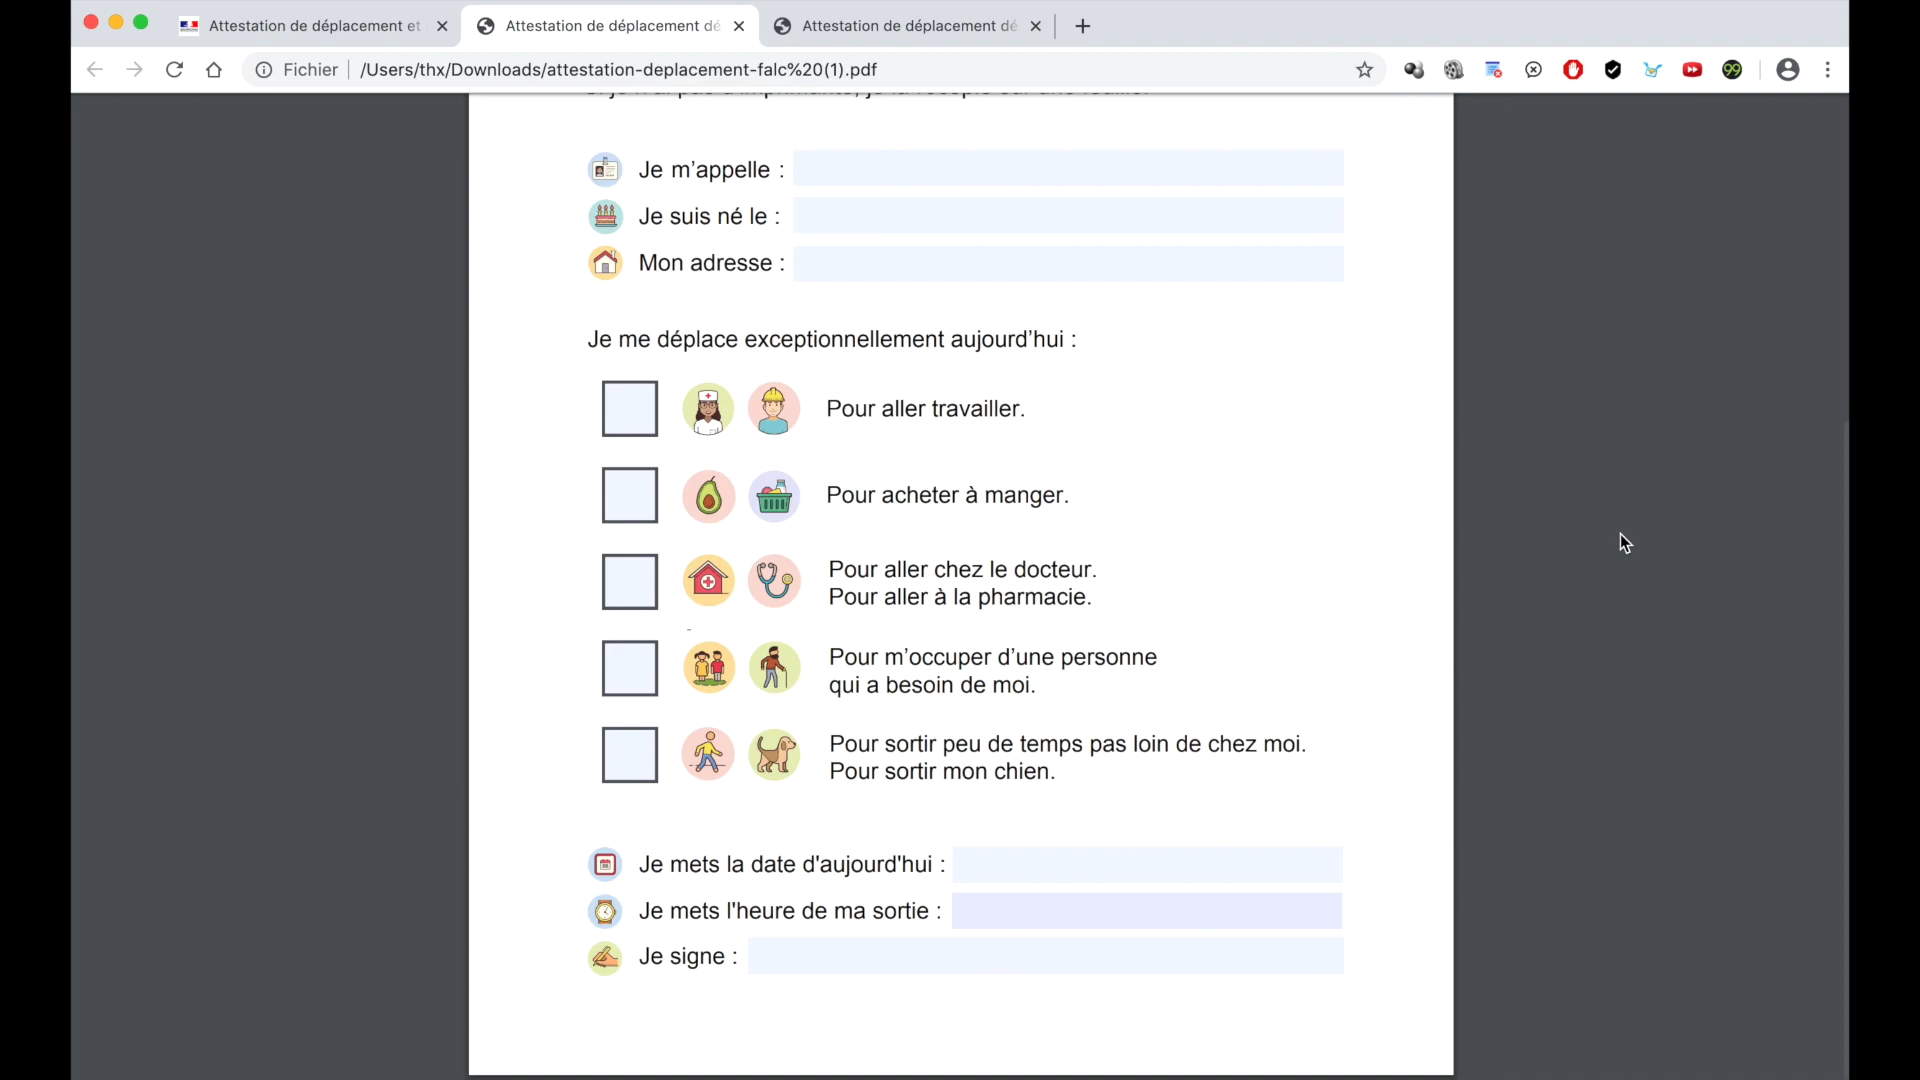 Attestation de déplacement et
Attestation de déplacement dé
Attestation de déplacement dé
Fichier
/Users/thx/Downloads/attestation-deplacement-falc%20(1).pdf
99
Je m’appelle :
Je suis né le :
Mon adresse :
Je me déplace exceptionnellement aujourd’hui :
Pour aller travailler.
Pour acheter à manger.
Pour aller chez le docteur.
Pour aller à la pharmacie.
Pour m’occuper d’une personne
qui a besoin de moi.
Pour sortir peu de temps pas loin de chez moi.
Pour sortir mon chien.
Je mets la date d'aujourd'hui :
Je mets l'heure de ma sortie :
Je signe :